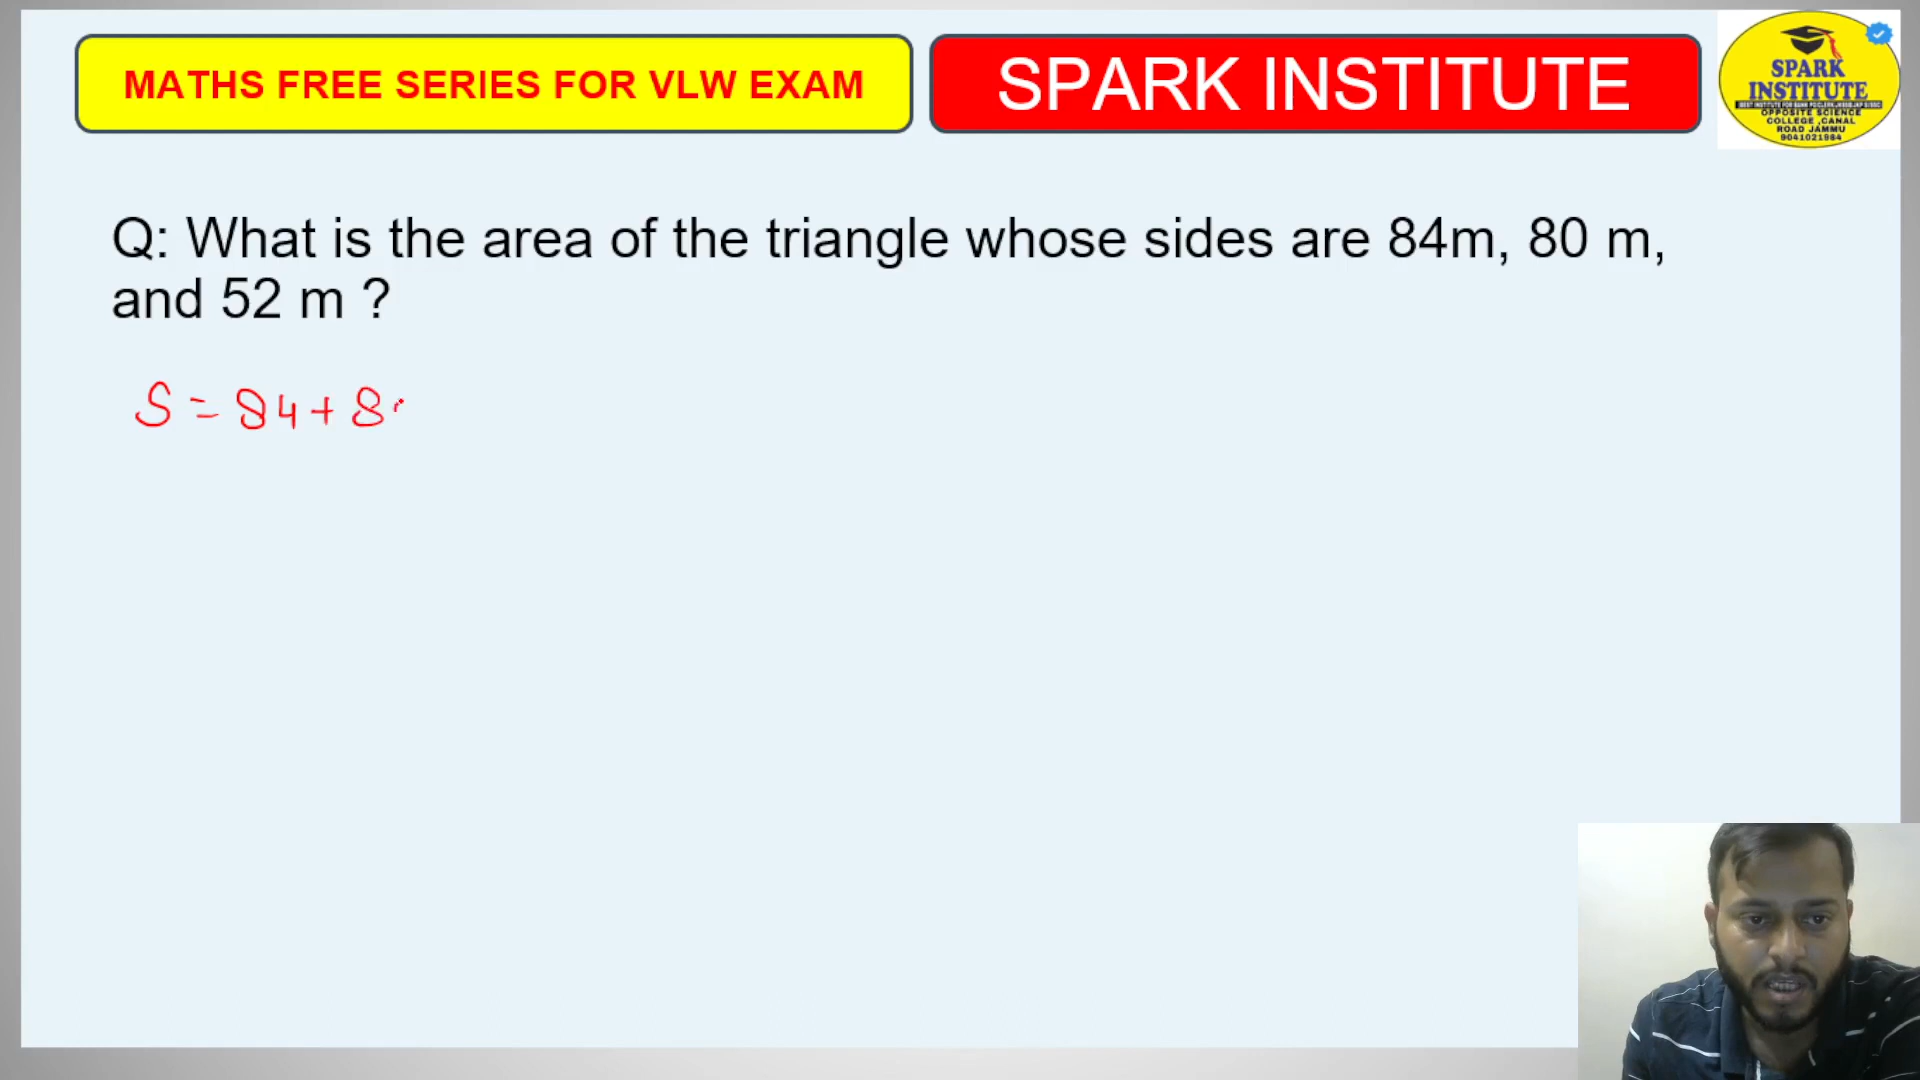 MATHS FREE SERIES FOR VLW EXAM
SPARK INSTITUTE
SPARK
INSTITUTE
OPPOSITE SCIENCE
COLLEGE ,CANAL
ROAD JAMMU
9041021984
Q: What is the area of the triangle whose sides are 84m, 80 m,
and 52 m ?
S = 84 + 8